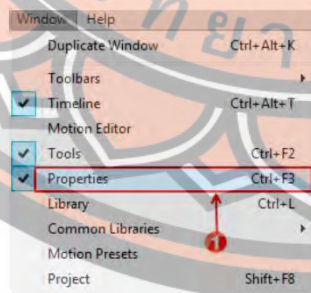 Window Help
Duplicate Window Ctrl+Alt+K
Toolbars
Timeline Ctrl+Alt+T
Motion Editor
Tools Ctrl+F2
Properties Ctrl+F3
Library Ctrl+L
Common Libraries
1
Motion Presets
Project Shift+F8